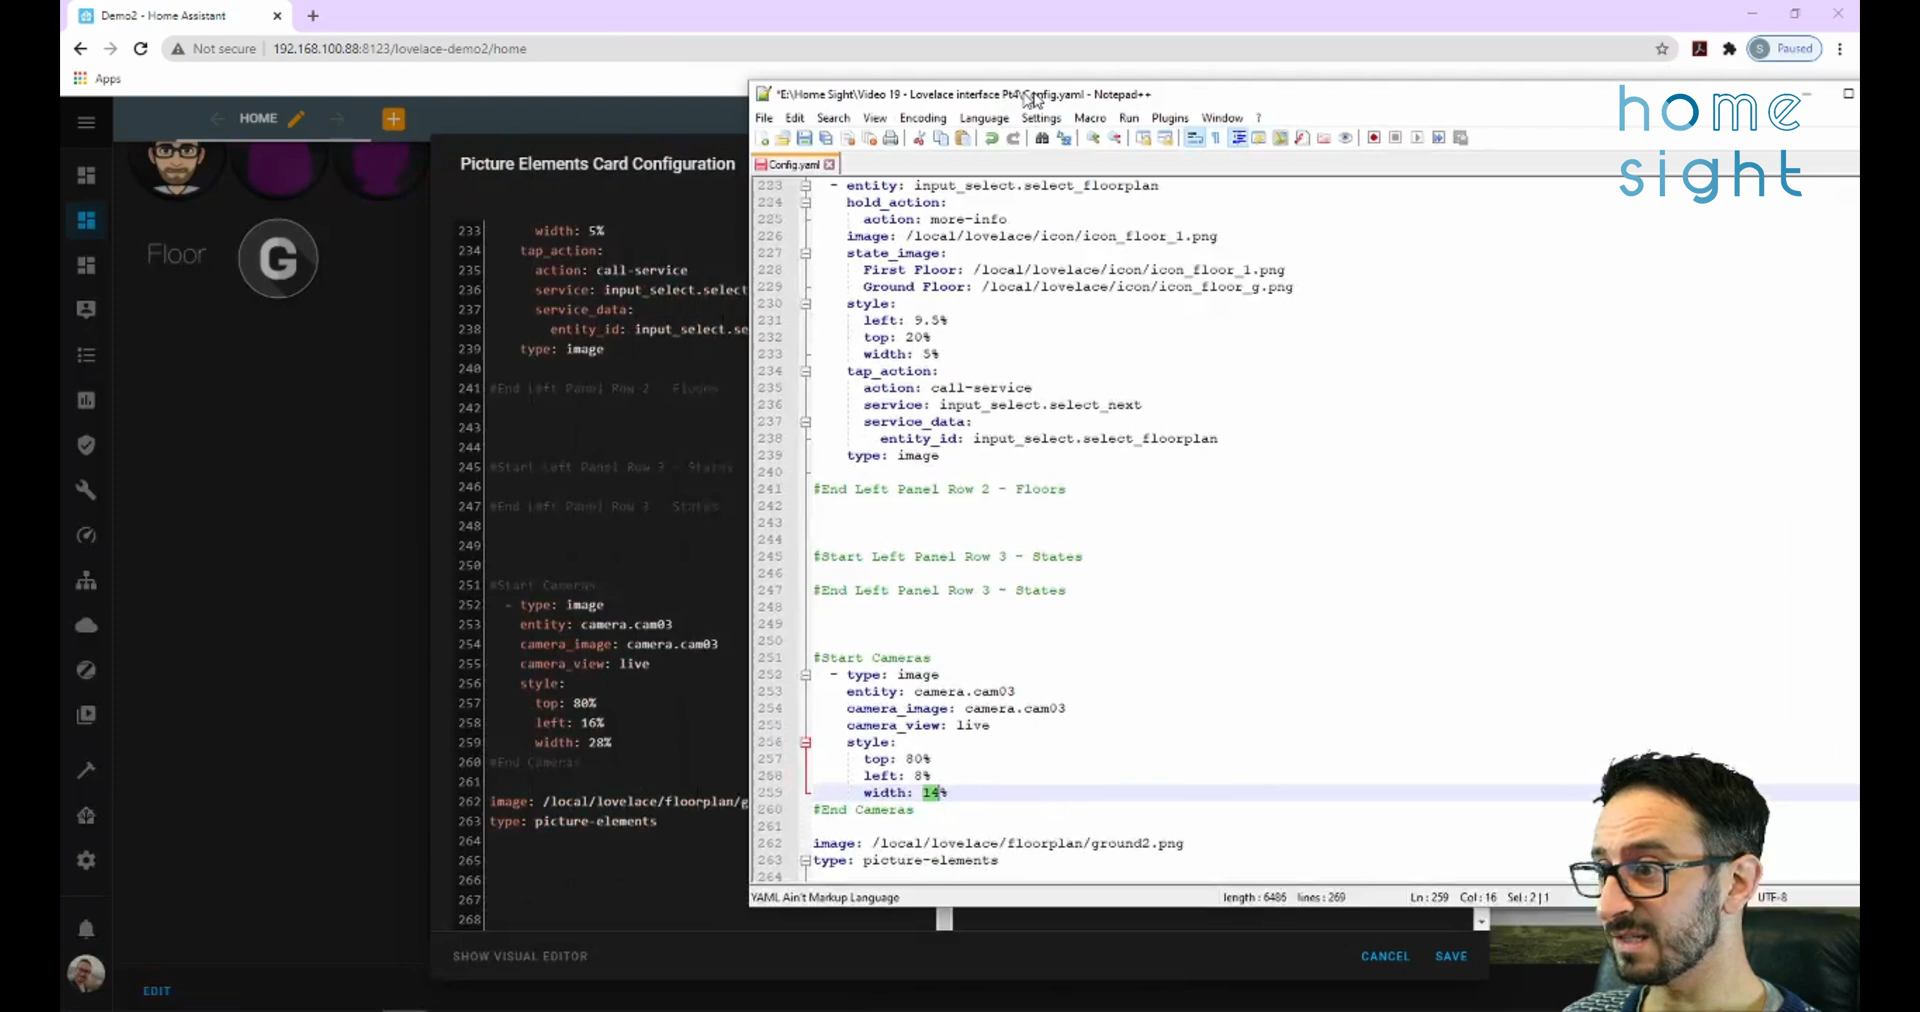 Demo2 - Home Assistant
Not secure
192.168.100.88:8123/lovelace-demo2/home
S Paused
Apps
*E:\Home Sight\Video 19 - Lovelace interface Pt4\Config.yaml - Notepad++
home
sight
File Edit Search View Encoding Language Settings Macro Run Plugins Window ?
Config.yaml
HOME
Floor
G
Picture Elements Card Configuration
233 width: 5%
234 tap_action:
235 action: call-service
236 service: input_select.select
237 service_data:
238 entity_id: input_select.se
239 type: image
240
241 #End Left Panel Row 2 - Floors
242
243
244
245 #Start Left Panel Row 3 - States
246
247 #End Left Panel Row 3 - States
248
249
250
251 #Start Cameras
252 - type: image
253 entity: camera.cam03
254 camera_image: camera.cam03
255 camera_view: live
256 style:
257 top: 80%
258 left: 16%
259 width: 28%
260 #End Cameras
261
262 image: /local/lovelace/floorplan/g
263 type: picture-elements
264
265
266
267
268
SHOW VISUAL EDITOR
CANCEL
SAVE
EDIT
223 - entity: input_select.select_floorplan
224 hold_action:
225 action: more-info
226 image: /local/lovelace/icon/icon_floor_1.png
227 state_image:
228 First Floor: /local/lovelace/icon/icon_floor_1.png
229 Ground Floor: /local/lovelace/icon/icon_floor_g.png
230 style:
231 left: 9.5%
232 top: 20%
233 width: 5%
234 tap_action:
235 action: call-service
236 service: input_select.select_next
237 service_data:
238 entity_id: input_select.select_floorplan
239 type: image
240
241 #End Left Panel Row 2 - Floors
242
243
244
245 #Start Left Panel Row 3 - States
246
247 #End Left Panel Row 3 - States
248
249
250
251 #Start Cameras
252 - type: image
253 entity: camera.cam03
254 camera_image: camera.cam03
255 camera_view: live
256 style:
257 top: 80%
258 left: 8%
259 width: 14%
260 #End Cameras
261
262 image: /local/lovelace/floorplan/ground2.png
263 type: picture-elements
264
YAML Ain't Markup Language
length: 6486 lines: 269
Ln: 259 Col: 16 Sel: 2 | 1
UTF-8